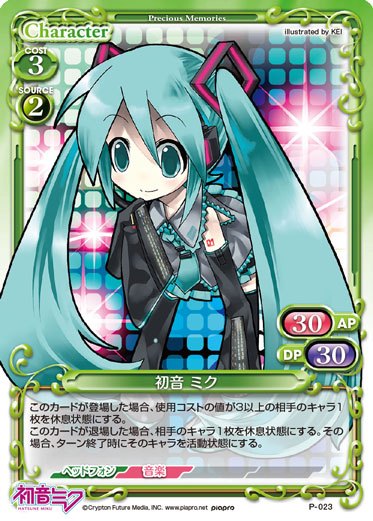 Precious Memories
Character
illustrated by KEI
COST
3
SOURCE
2
01
30 AP
DP 30
初音 ミク
このカードが登場した場合、使用コストの値が3以上の相手のキャラ1
枚を休息状態にする。
このカードが退場した場合、相手のキャラ1枚を休息状態にする。その
場合、ターン終了時にそのキャラを活動状態にする。
ヘッドフォン 音楽
初音ミク
HATSUNE MIKU
©Crypton Future Media, INC. www.piapro.net piapro
P-023